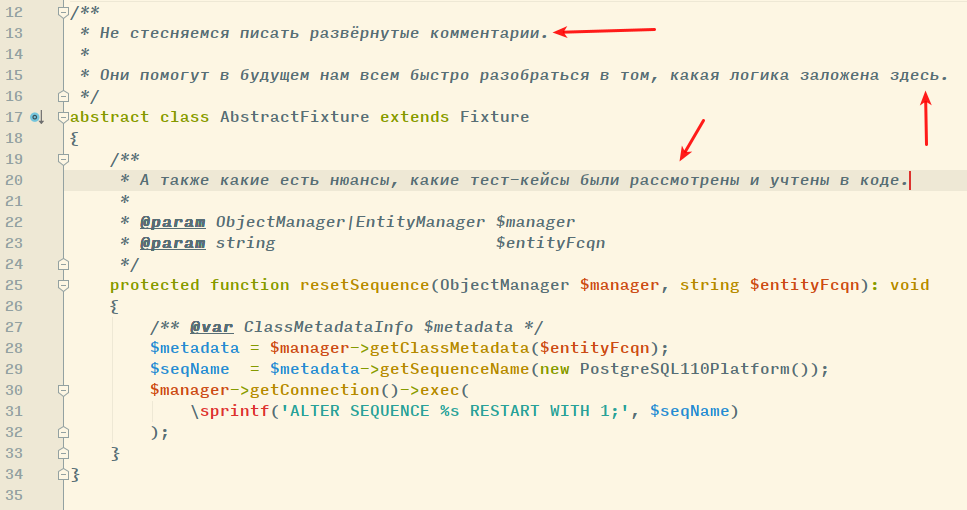 12 /**
13  * Не стесняемся писать развёрнутые комментарии.
14  *
15  * Они помогут в будущем нам всем быстро разобраться в том, какая логика заложена здесь.
16  */
17 abstract class AbstractFixture extends Fixture
18 {
19     /**
20      * А также какие есть нюансы, какие тест-кейсы были рассмотрены и учтены в коде.
21      *
22      * @param ObjectManager|EntityManager $manager
23      * @param string                      $entityFcqn
24      */
25     protected function resetSequence(ObjectManager $manager, string $entityFcqn): void
26     {
27         /** @var ClassMetadataInfo $metadata */
28         $metadata = $manager->getClassMetadata($entityFcqn);
29         $seqName  = $metadata->getSequenceName(new PostgreSQL110Platform());
30         $manager->getConnection()->exec(
31             \sprintf('ALTER SEQUENCE %s RESTART WITH 1;', $seqName)
32         );
33     }
34 }
35